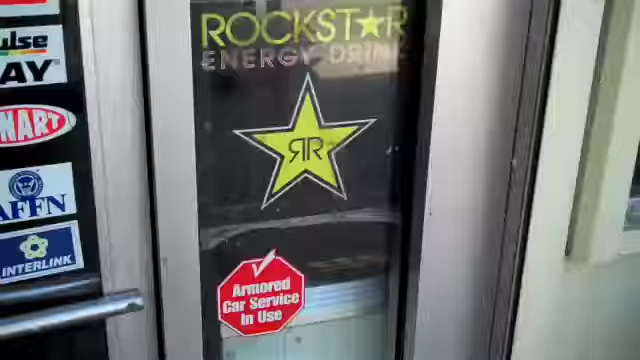 ROCKSTAR
ENERGY DRINK
ulse
AY
MART
AFFN
INTERLINK
RR
Armored
Car Service
In Use